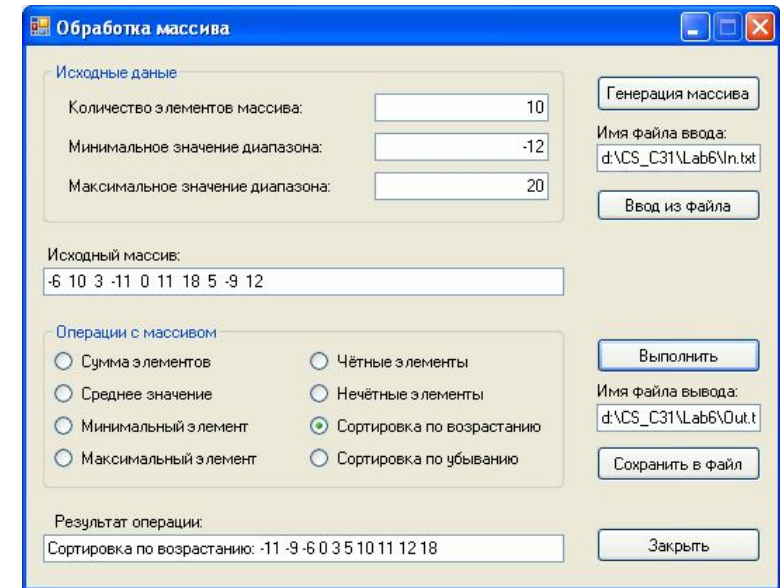 Обработка массива
Исходные даные
Количество элементов массива:
10
Минимальное значение диапазона:
-12
Максимальное значение диапазона:
20
Генерация массива
Имя файла ввода:
d:\CS_C31\Lab6\In.txt
Ввод из файла
Исходный массив:
-6 10 3 -11 0 11 18 5 -9 12
Операции с массивом
Сумма элементов
Среднее значение
Минимальный элемент
Максимальный элемент
Чётные элементы
Нечётные элементы
Сортировка по возрастанию
Сортировка по убыванию
Выполнить
Имя файла вывода:
d:\CS_C31\Lab6\Out.t
Сохранить в файл
Результат операции:
Сортировка по возрастанию: -11 -9 -6 0 3 5 10 11 12 18
Закрыть